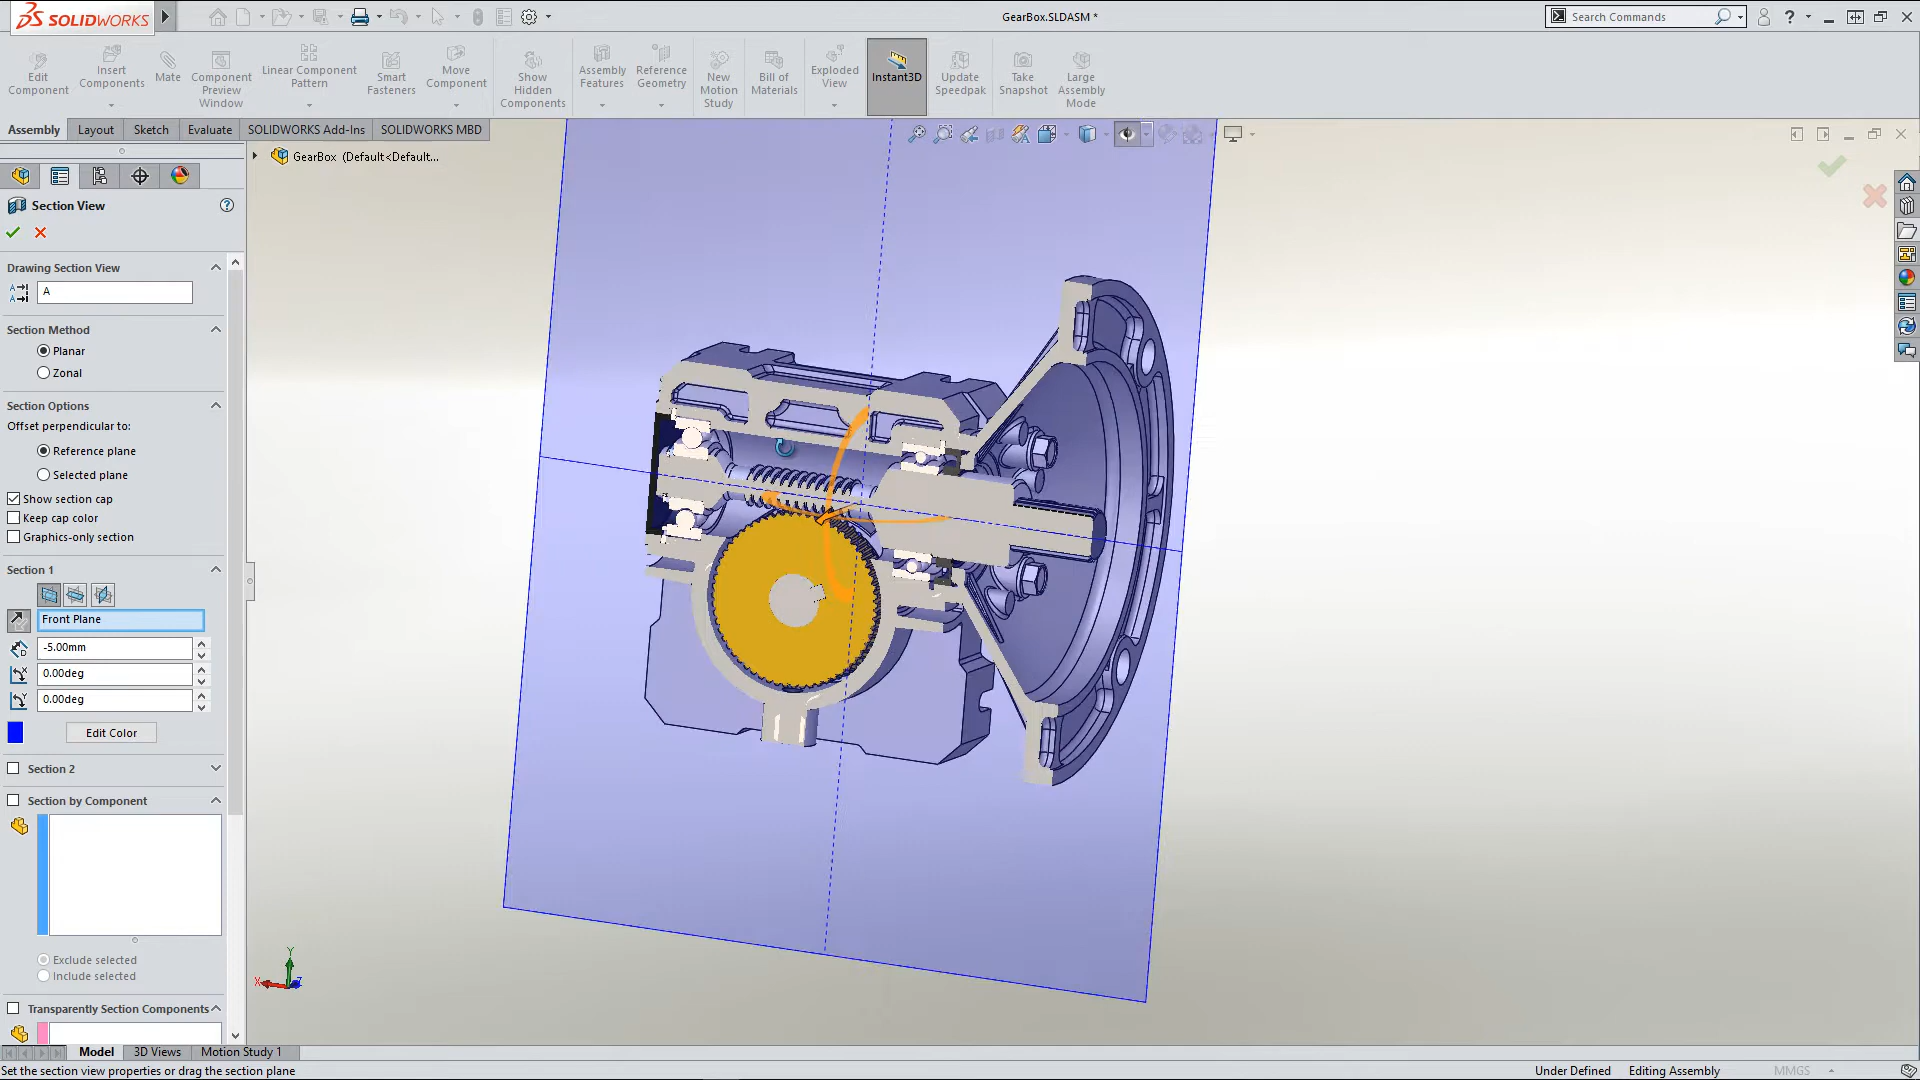 SOLIDWORKS
GearBox.SLDASM *
Search Commands
?
Edit Component
Insert Components
Mate
Component Preview Window
Linear Component Pattern
Smart Fasteners
Move Component
Show Hidden Components
Assembly Features
Reference Geometry
New Motion Study
Bill of Materials
Exploded View
Instant3D
Update Speedpak
Take Snapshot
Large Assembly Mode
Assembly
Layout
Sketch
Evaluate
SOLIDWORKS Add-Ins
SOLIDWORKS MBD
GearBox (Default<Default...
Section View
?
Drawing Section View
A
Section Method
Planar
Zonal
Section Options
Offset perpendicular to:
Reference plane
Selected plane
Show section cap
Keep cap color
Graphics-only section
Section 1
Front Plane
-5.00mm
0.00deg
0.00deg
Edit Color
Section 2
Section by Component
Exclude selected
Include selected
Transparently Section Components
Y
X
Z
Model
3D Views
Motion Study 1
Set the section view properties or drag the section plane
Under Defined
Editing Assembly
MMGS